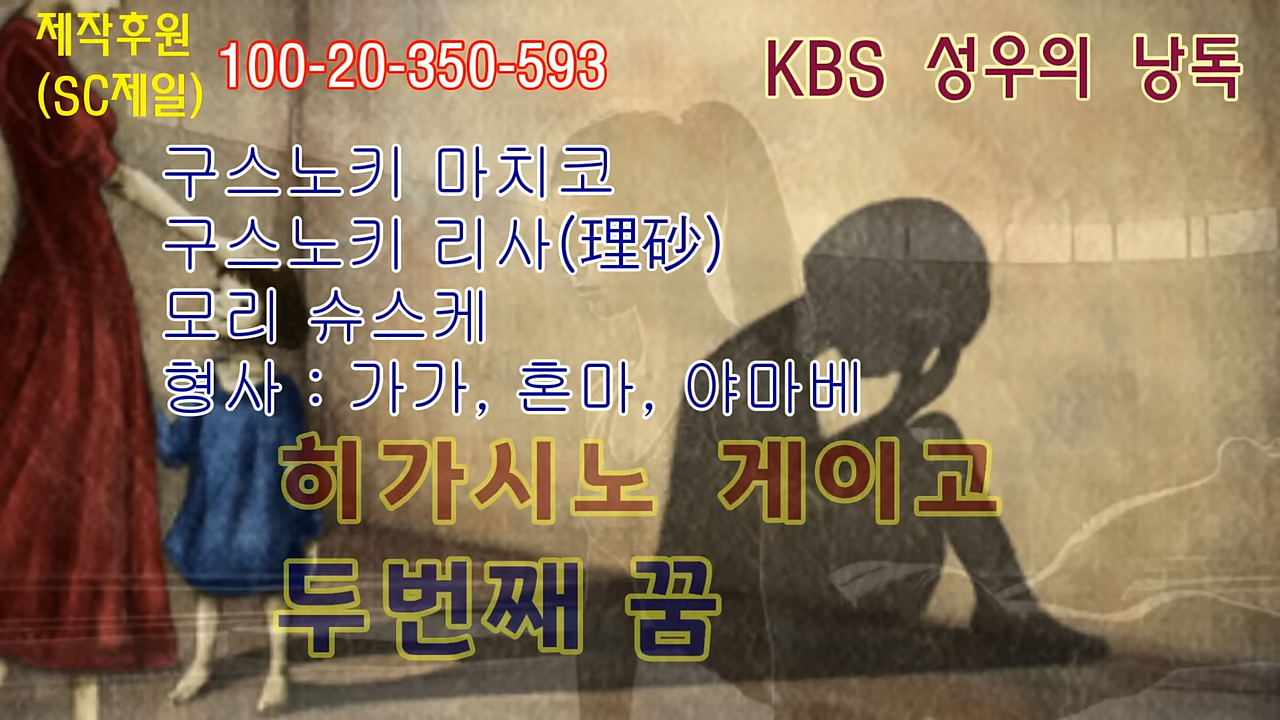 제작후원
(SC제일)
100-20-350-593
KBS 성우의 낭독
구스노키 마치코
구스노키 리사(理砂)
모리 슈스케
형사 : 가가, 혼마, 야마베
히가시노 게이고
두번째 꿈